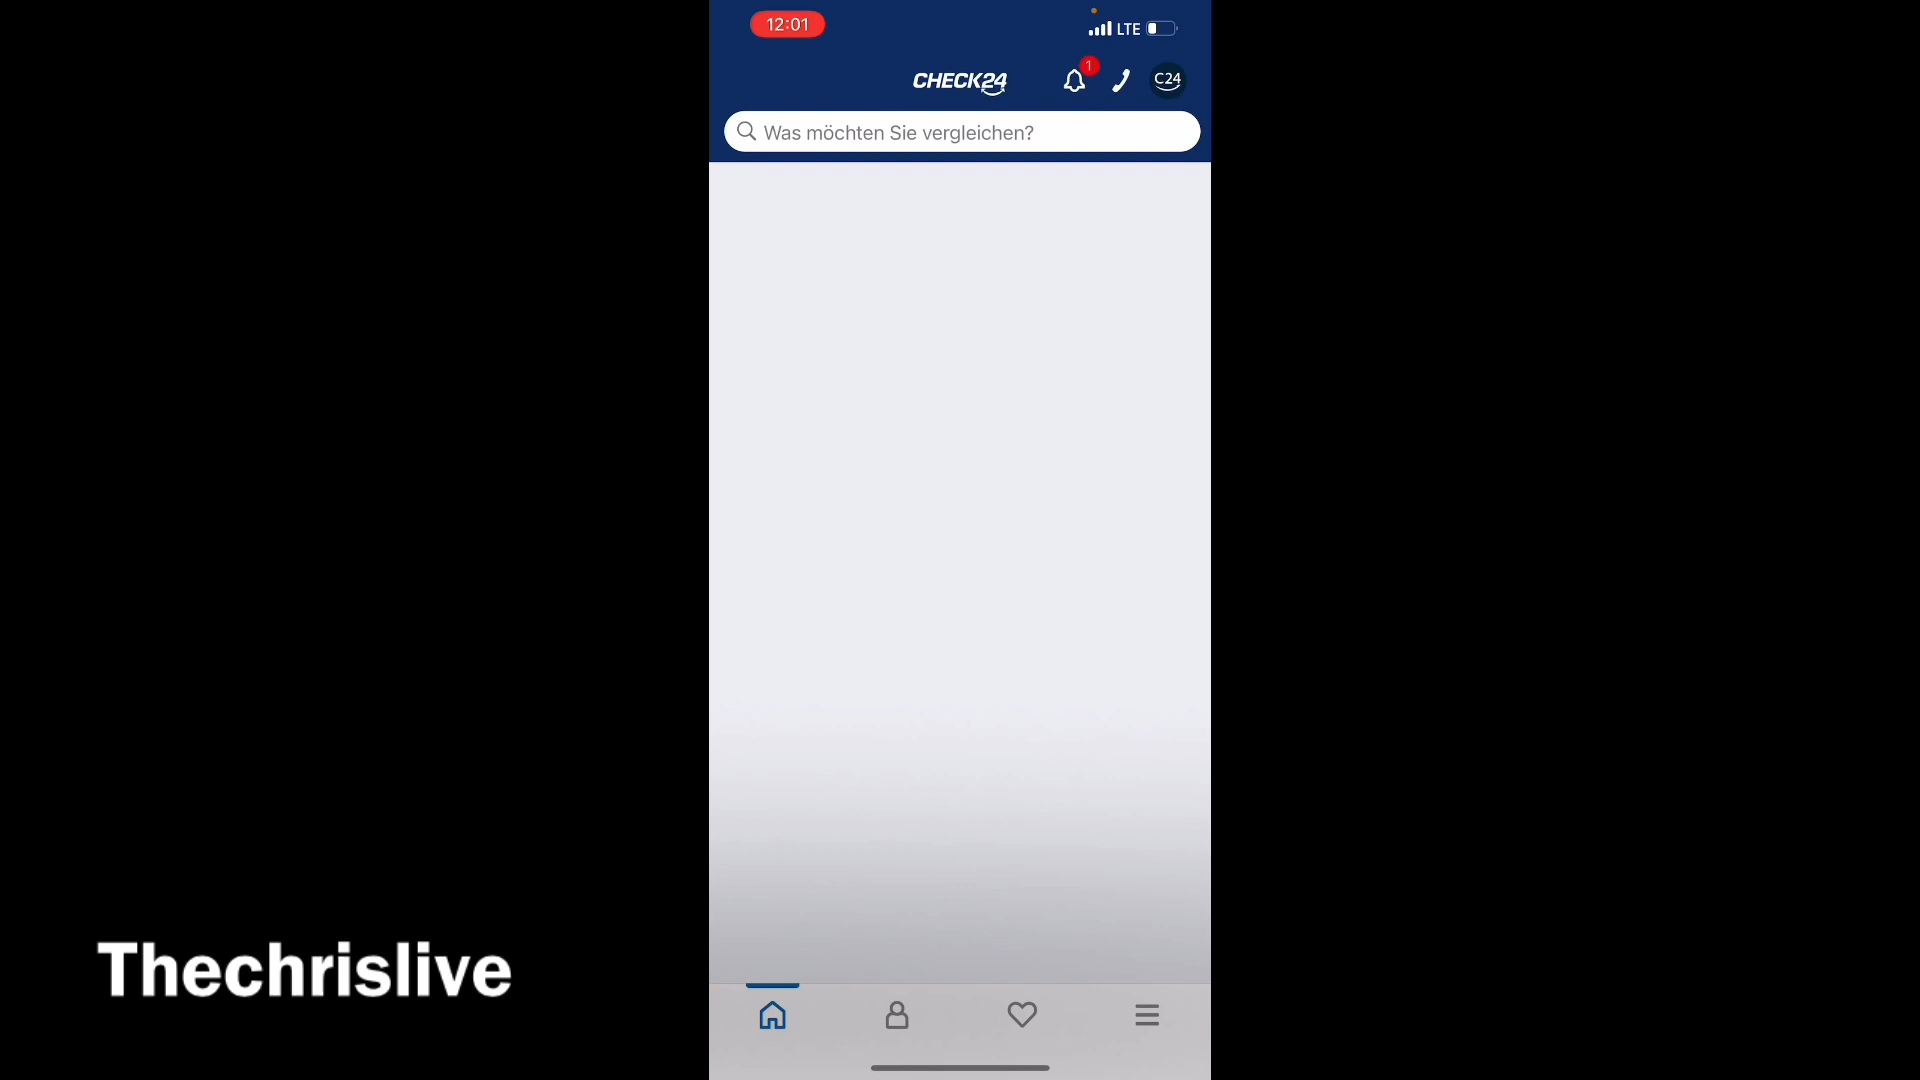 12:01
LTE
CHECK24
1
C24
Was möchten Sie vergleichen?
Thechrislive